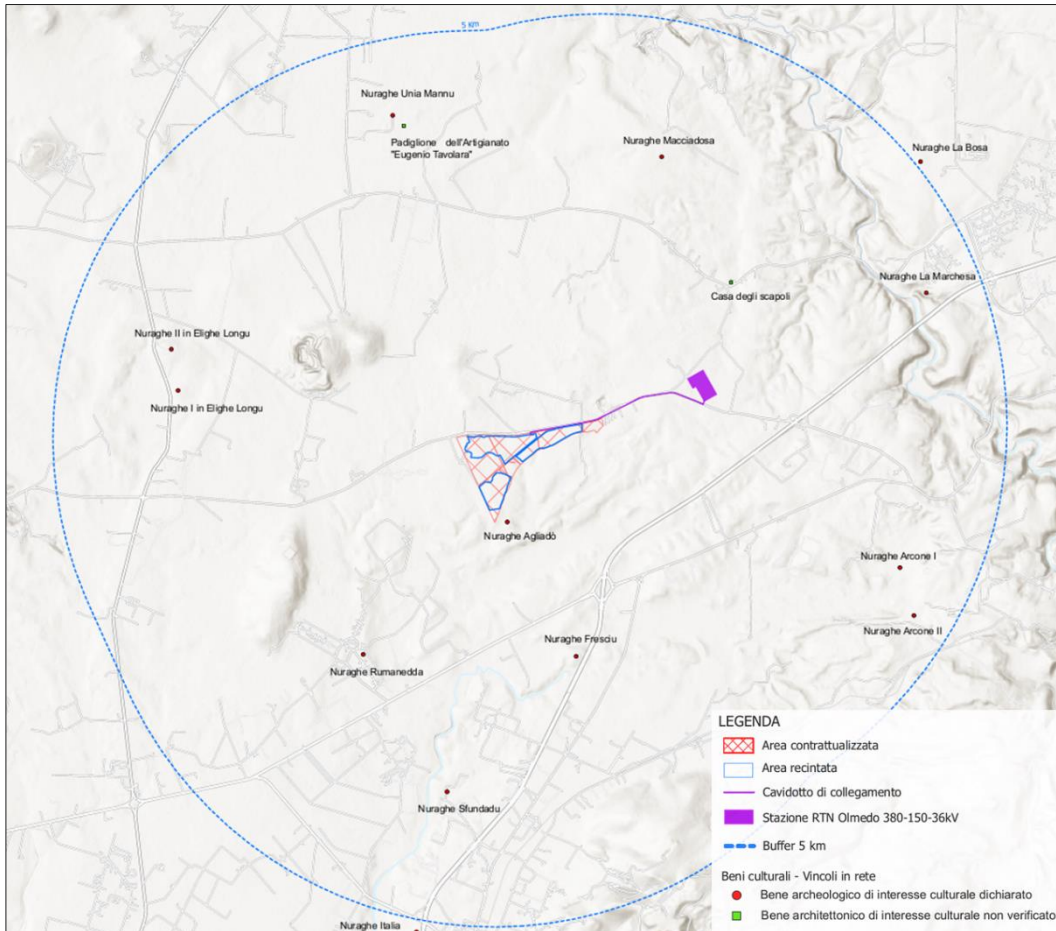 5 km
Nuraghe Unia Mannu
Padiglione dell'Artigianato
"Eugenio Tavolara"
Nuraghe Macciadosa
Nuraghe La Bosa
Nuraghe La Marchesa
Casa degli scapoli
Nuraghe II in Elighe Longu
Nuraghe I in Elighe Longu
Nuraghe Agliadò
Nuraghe Arcone I
Nuraghe Arcone II
Nuraghe Fresciu
Nuraghe Rumanedda
Nuraghe Sfundadu
Nuraghe Italia
LEGENDA
Area contrattualizzata
Area recintata
Cavidotto di collegamento
Stazione RTN Olmedo 380-150-36kV
Buffer 5 km
Beni culturali - Vincoli in rete
Bene archeologico di interesse culturale dichiarato
Bene architettonico di interesse culturale non verificato